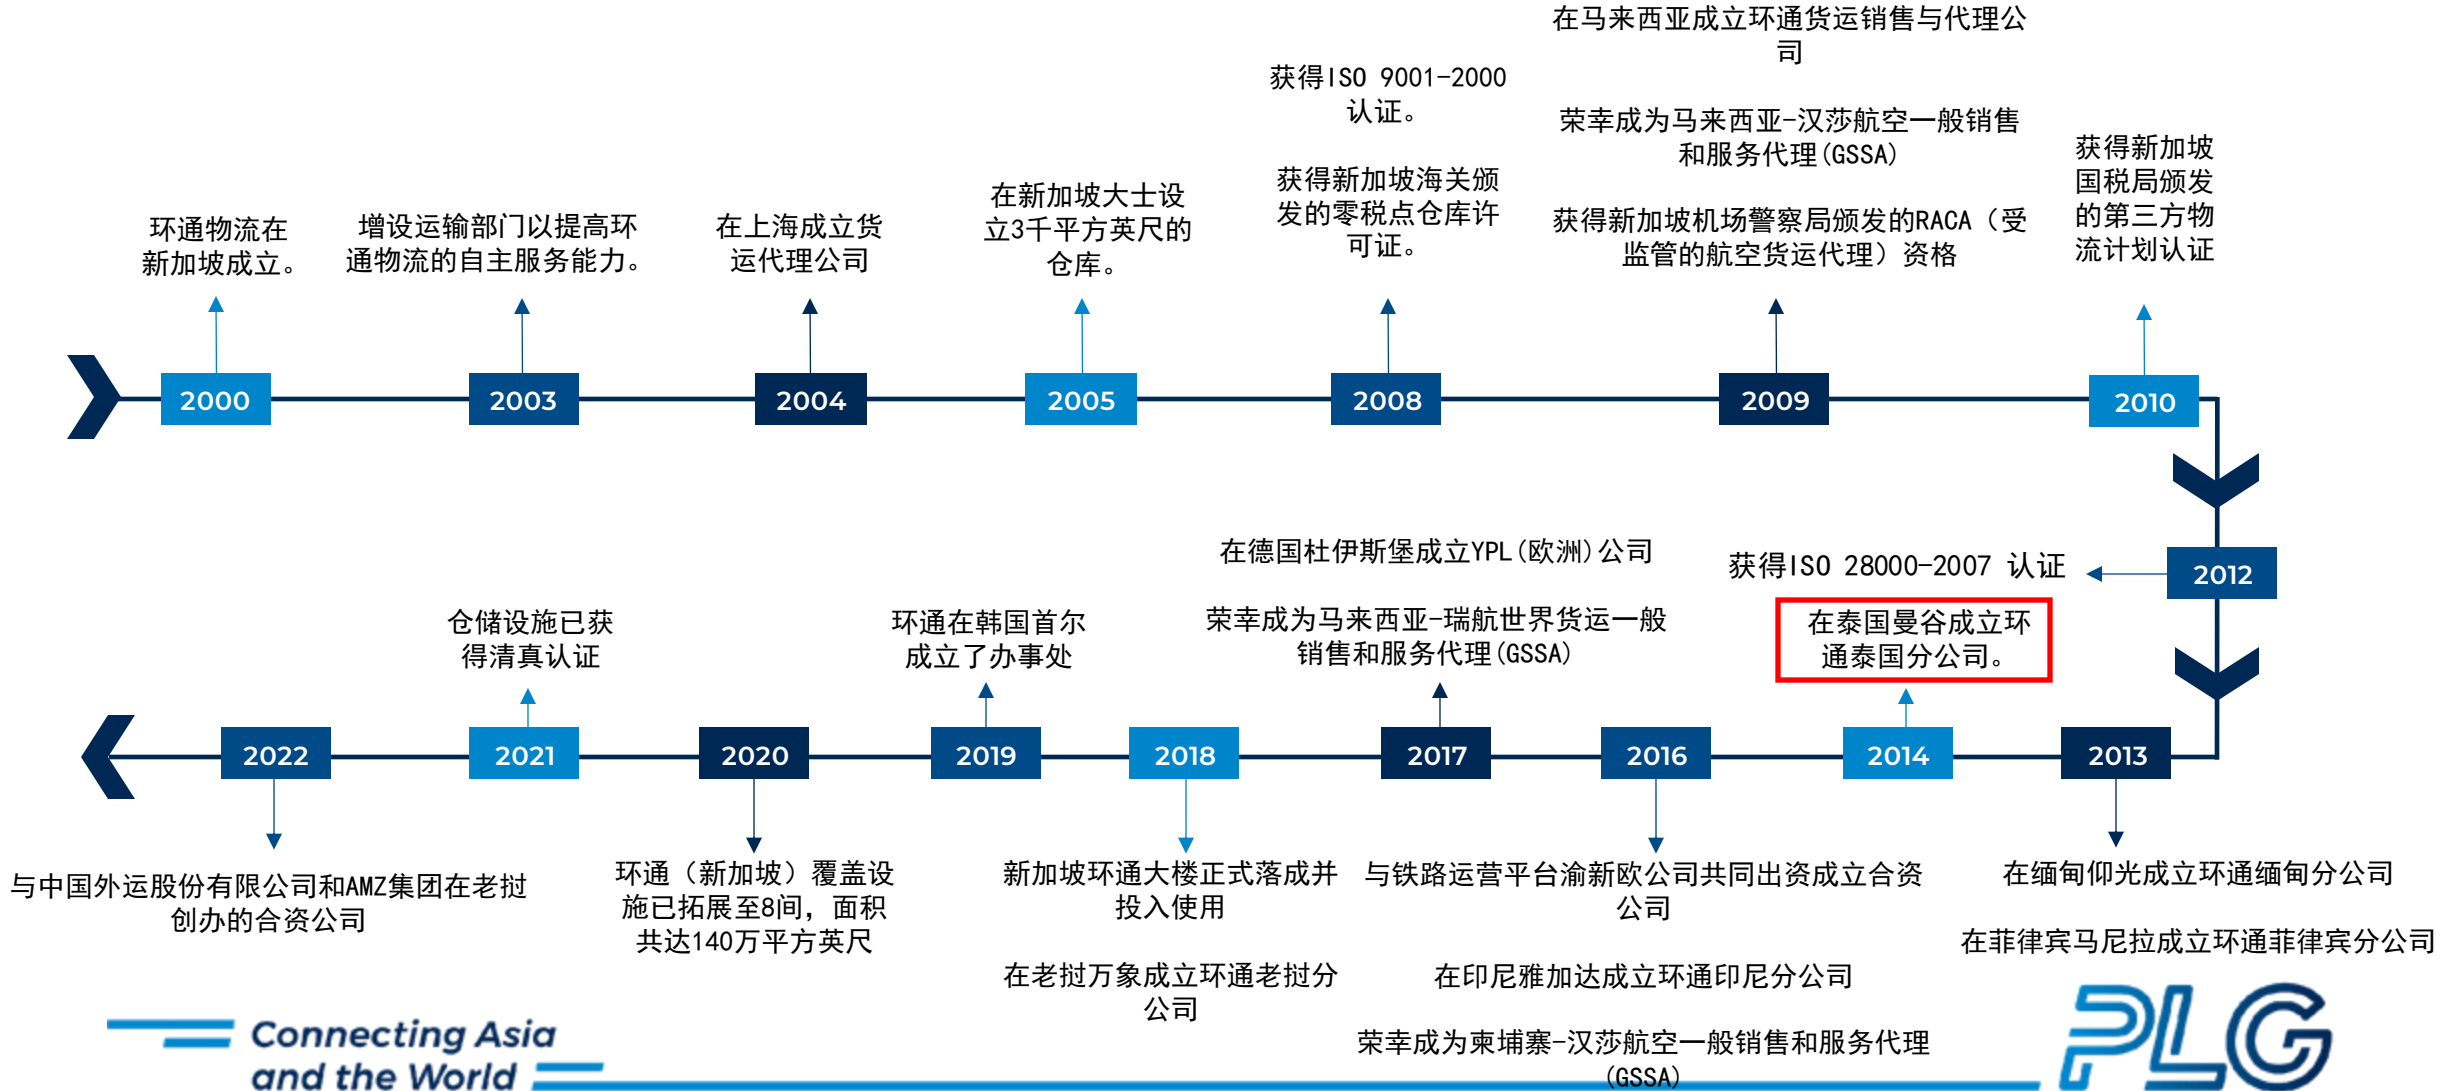 环通物流在
新加坡成立。
2000
增设运输部门以提高环
通物流的自主服务能力。
2003
在上海成立货
运代理公司
2004
在新加坡大士设
立3千平方英尺的
仓库。
2005
获得ISO 9001-2000
认证。
获得新加坡海关颁
发的零税点仓库许
可证。
2008
在马来西亚成立环通货运销售与代理公
司
荣幸成为马来西亚-汉莎航空一般销售
和服务代理(GSSA)
获得新加坡机场警察局颁发的RACA（受
监管的航空货运代理）资格
2009
获得新加坡
国税局颁发
的第三方物
流计划认证
2010
获得ISO 28000-2007 认证
2012
2013
在缅甸仰光成立环通缅甸分公司
在菲律宾马尼拉成立环通菲律宾分公司
在泰国曼谷成立环
通泰国分公司。
2014
2016
与铁路运营平台渝新欧公司共同出资成立合资
公司
在印尼雅加达成立环通印尼分公司
荣幸成为柬埔寨-汉莎航空一般销售和服务代理
(GSSA)
在德国杜伊斯堡成立YPL(欧洲)公司
荣幸成为马来西亚-瑞航世界货运一般
销售和服务代理(GSSA)
2017
2018
新加坡环通大楼正式落成并
投入使用
在老挝万象成立环通老挝分
公司
环通在韩国首尔
成立了办事处
2019
2020
环通（新加坡）覆盖设
施已拓展至8间，面积
共达140万平方英尺
仓储设施已获
得清真认证
2021
2022
与中国外运股份有限公司和AMZ集团在老挝
创办的合资公司
Connecting Asia
and the World
PLG